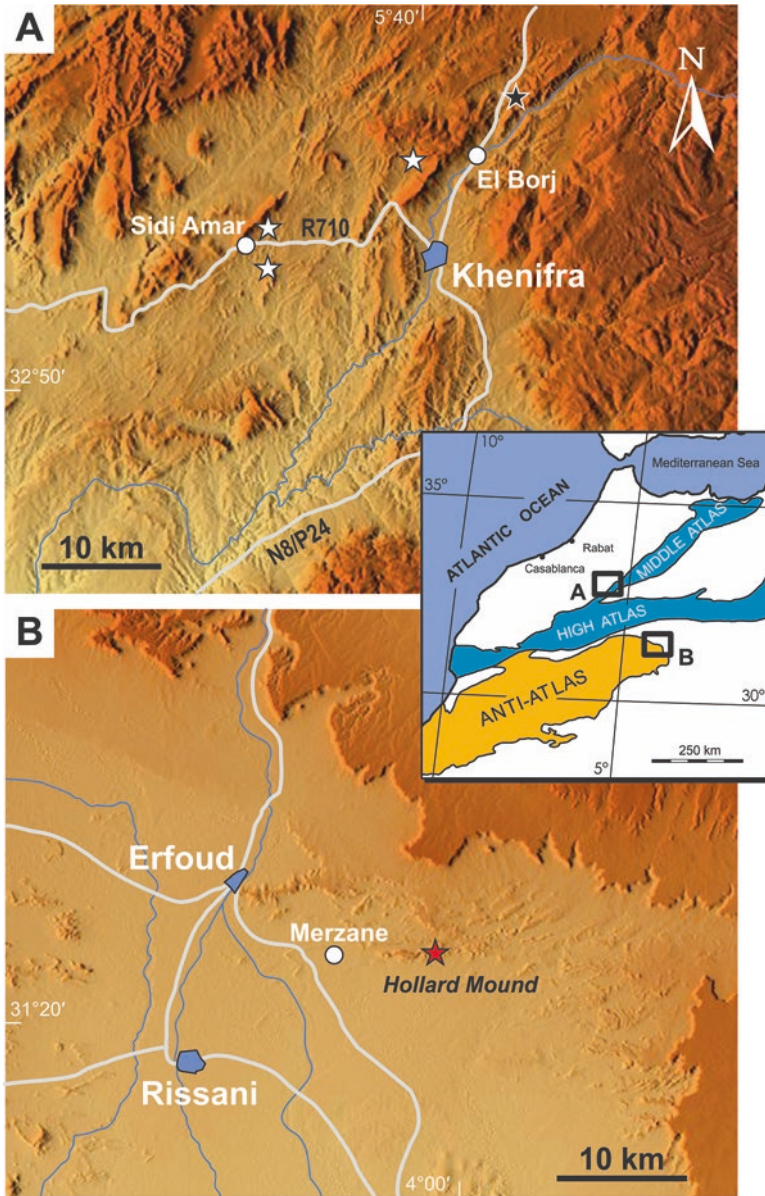 A
5°40′
N
El Borj
Sidi Amar
R710
Khenifra
32°50′
10 km
N8/P24
10°
Mediterranean Sea
35°
ATLANTIC OCEAN
Rabat
Casablanca
MIDDLE ATLAS
A
HIGH ATLAS
B
ANTI-ATLAS
30°
250 km
5°
B
Erfoud
Merzane
Hollard Mound
31°20′
Rissani
10 km
4°00′